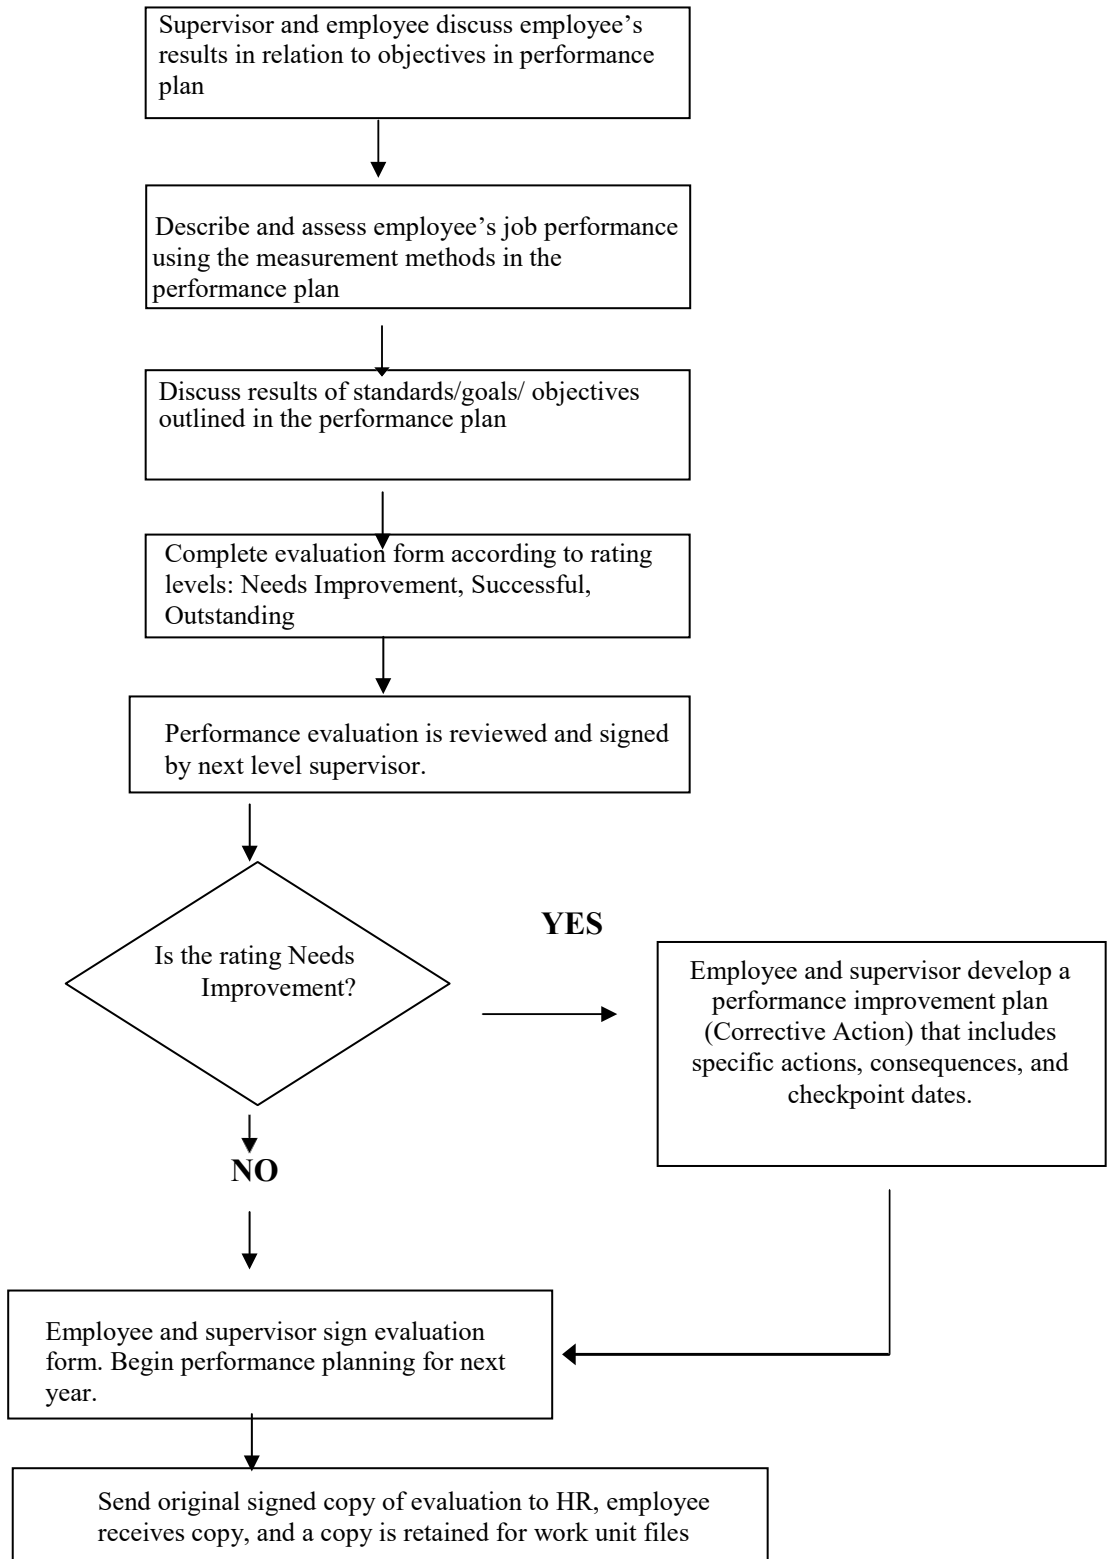 Supervisor and employee discuss employee’s
results in relation to objectives in performance
plan
Describe and assess employee’s job performance
using the measurement methods in the
performance plan
Discuss results of standards/goals/ objectives
outlined in the performance plan
Complete evaluation form according to rating
levels: Needs Improvement, Successful,
Outstanding
Performance evaluation is reviewed and signed
by next level supervisor.
Is the rating Needs
Improvement?
YES
Employee and supervisor develop a
performance improvement plan
(Corrective Action) that includes
specific actions, consequences, and
checkpoint dates.
NO
Employee and supervisor sign evaluation
form. Begin performance planning for next
year.
Send original signed copy of evaluation to HR, employee
receives copy, and a copy is retained for work unit files